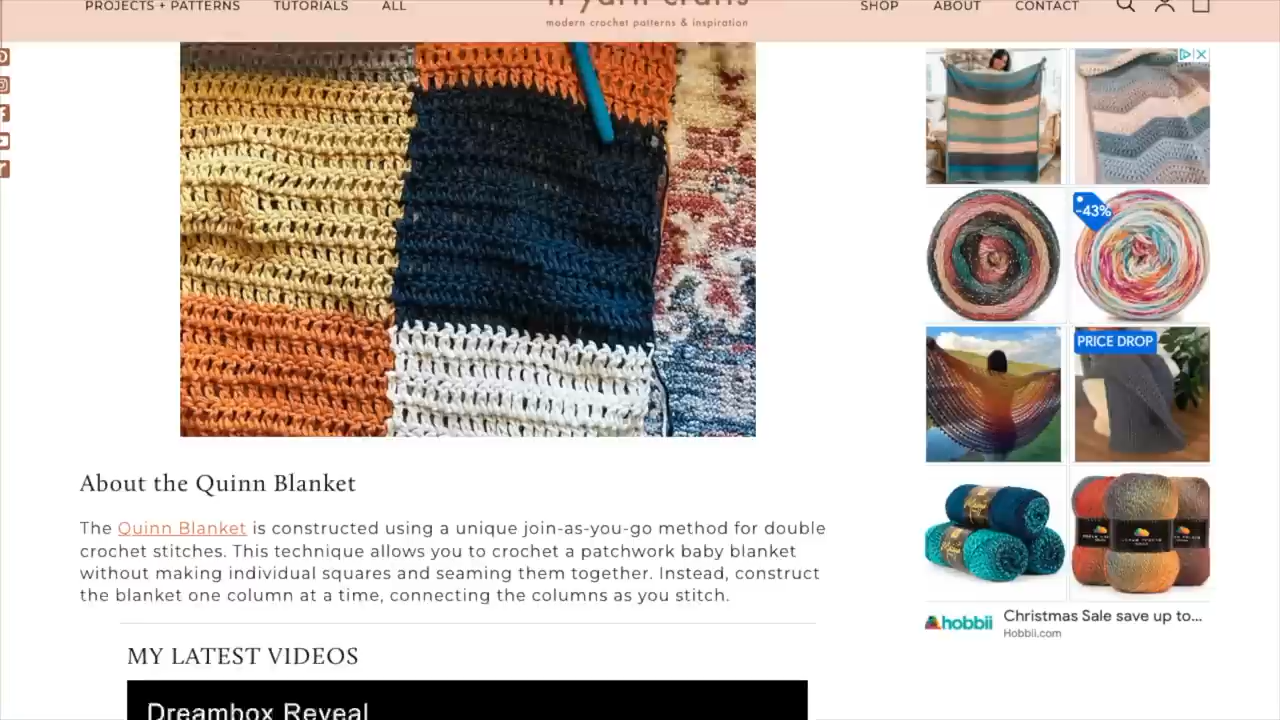 PROJECTS + PATTERNS
TUTORIALS
ALL
yarn crafts
modern crochet patterns & inspiration
SHOP
ABOUT
CONTACT
-43%
PRICE DROP
About the Quinn Blanket
The Quinn Blanket is constructed using a unique join-as-you-go method for double
crochet stitches. This technique allows you to crochet a patchwork baby blanket
without making individual squares and seaming them together. Instead, construct
the blanket one column at a time, connecting the columns as you stitch.
hobbii
Christmas Sale save up to...
Hobbii.com
MY LATEST VIDEOS
Dreambox Reveal